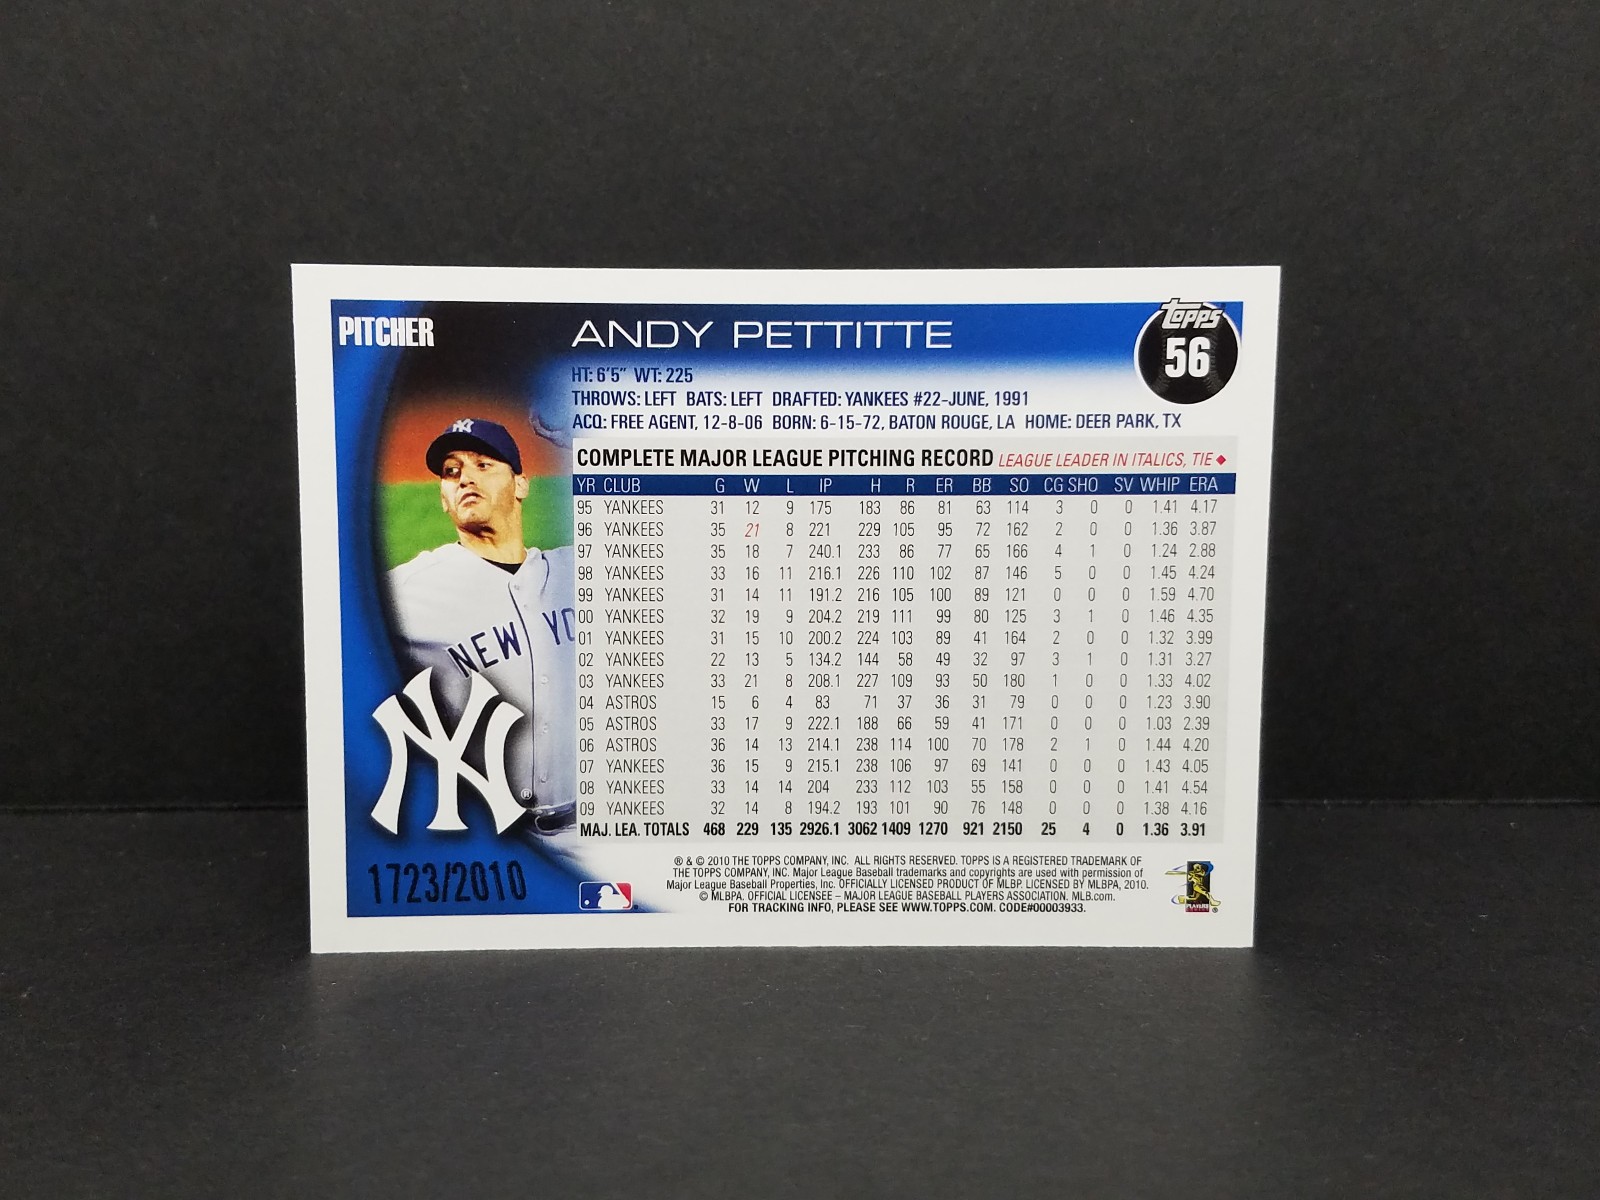 PITCHER
ANDY PETTITTE
Topps
56
HT: 6'5" WT: 225
THROWS: LEFT BATS: LEFT DRAFTED: YANKEES #22-JUNE, 1991
ACQ: FREE AGENT, 12-8-06 BORN: 6-15-72, BATON ROUGE, LA HOME: DEER PARK, TX
COMPLETE MAJOR LEAGUE PITCHING RECORD LEAGUE LEADER IN ITALICS, TIE ♦
YR CLUB G W L IP H R ER BB SO CG SHO SV WHIP ERA
95 YANKEES 31 12 9 175 183 86 81 63 114 3 0 0 1.41 4.17
96 YANKEES 35 21 8 221 229 105 95 72 162 2 0 0 1.36 3.87
97 YANKEES 35 18 7 240.1 233 86 77 65 166 4 1 0 1.24 2.88
98 YANKEES 33 16 11 216.1 226 110 102 87 146 5 0 0 1.45 4.24
99 YANKEES 31 14 11 191.2 216 105 100 89 121 0 0 0 1.59 4.70
00 YANKEES 32 19 9 204.2 219 111 99 80 125 3 1 0 1.46 4.35
01 YANKEES 31 15 10 200.2 224 103 89 41 164 2 0 0 1.32 3.99
02 YANKEES 22 13 5 134.2 144 58 49 32 97 3 1 0 1.31 3.27
03 YANKEES 33 21 8 208.1 227 109 93 50 180 1 0 0 1.33 4.02
04 ASTROS 15 6 4 83 71 37 36 31 79 0 0 0 1.23 3.90
05 ASTROS 33 17 9 222.1 188 66 59 41 171 0 0 0 1.03 2.39
06 ASTROS 36 14 13 214.1 238 114 100 70 178 2 1 0 1.44 4.20
07 YANKEES 36 15 9 215.1 238 106 97 69 141 0 0 0 1.43 4.05
08 YANKEES 33 14 14 204 233 112 103 55 158 0 0 0 1.41 4.54
09 YANKEES 32 14 8 194.2 193 101 90 76 148 0 0 0 1.38 4.16
MAJ. LEA. TOTALS 468 229 135 2926.1 3062 1409 1270 921 2150 25 4 0 1.36 3.91
NEW YO
NY ®
1723/2010
® & © 2010 THE TOPPS COMPANY, INC. ALL RIGHTS RESERVED. TOPPS IS A REGISTERED TRADEMARK OF
THE TOPPS COMPANY, INC. Major League Baseball trademarks and copyrights are used with permission of
Major League Baseball Properties, Inc. OFFICIALLY LICENSED PRODUCT OF MLBP. LICENSED BY MLBPA, 2010.
© MLBPA. OFFICIAL LICENSEE – MAJOR LEAGUE BASEBALL PLAYERS ASSOCIATION. MLB.com.
FOR TRACKING INFO, PLEASE SEE WWW.TOPPS.COM. CODE#00003933.
PLAYERS